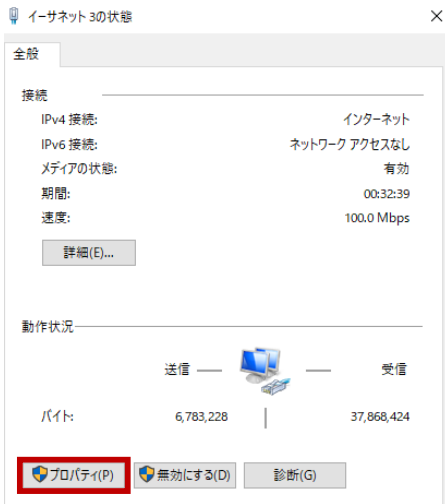 イーサネット 3の状態
全般
接続
IPv4 接続: インターネット
IPv6 接続: ネットワーク アクセスなし
メディアの状態: 有効
期間: 00:32:39
速度: 100.0 Mbps
詳細(E)...
動作状況
送信 受信
バイト: 6,783,228 37,868,424
プロパティ(P) 無効にする(D) 診断(G)